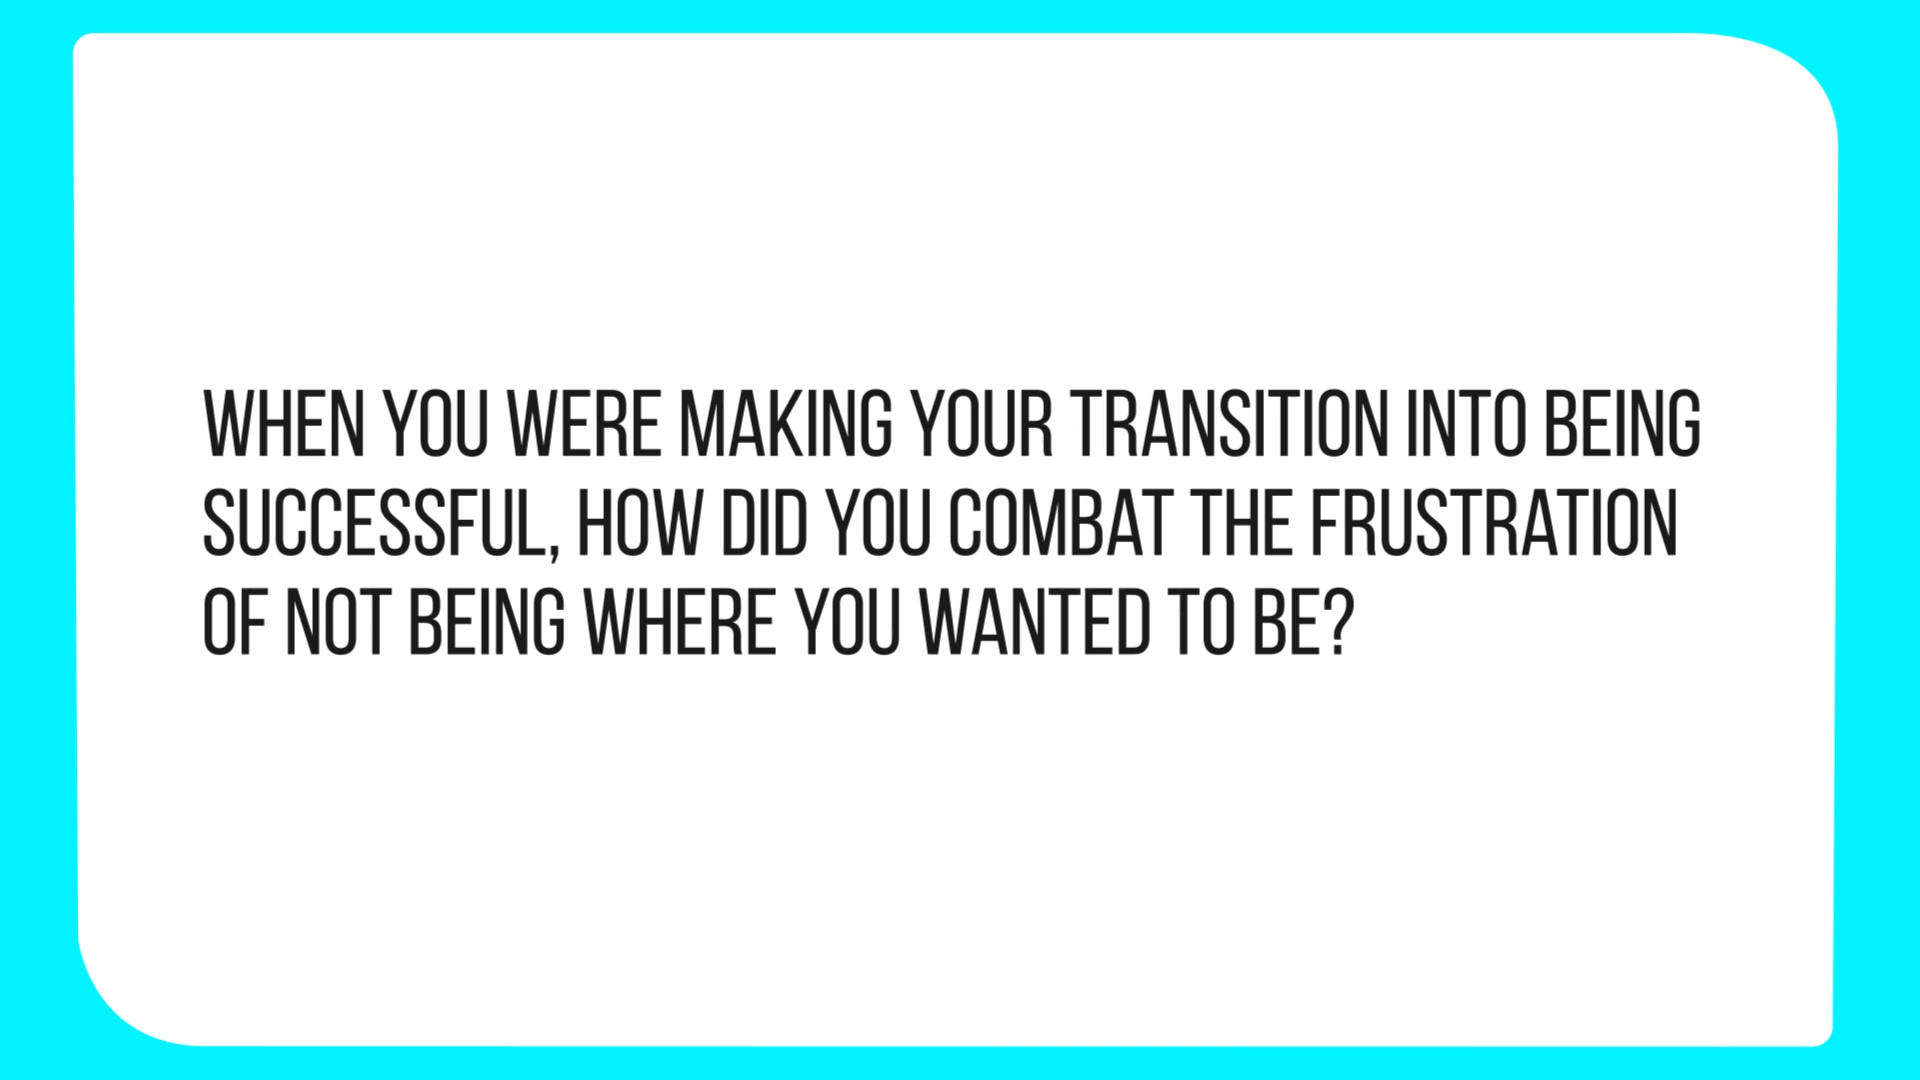 WHEN YOU WERE MAKING YOUR TRANSITION INTO BEING
SUCCESSFUL, HOW DID YOU COMBAT THE FRUSTRATION
OF NOT BEING WHERE YOU WANTED TO BE?